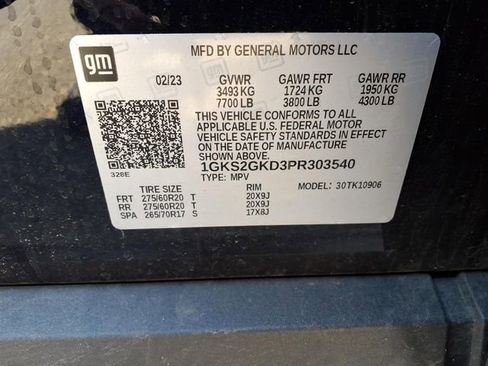 gm
MFD BY GENERAL MOTORS LLC
02/23 GVWR GAWR FRT GAWR RR
3493 KG 1724 KG 1950 KG
7700 LB 3800 LB 4300 LB
THIS VEHICLE CONFORMS TO ALL
APPLICABLE U.S. FEDERAL MOTOR
VEHICLE SAFETY STANDARDS IN EFFECT
ON THE DATE OF MANUFACTURE
SHOWN ABOVE.
1GKS2GKD3PR303540
328E TYPE: MPV MODEL: 30TK10906
TIRE SIZE RIM
FRT 275/60R20 T 20X9J
RR 275/60R20 T 20X9J
SPA 265/70R17 S 17X8J